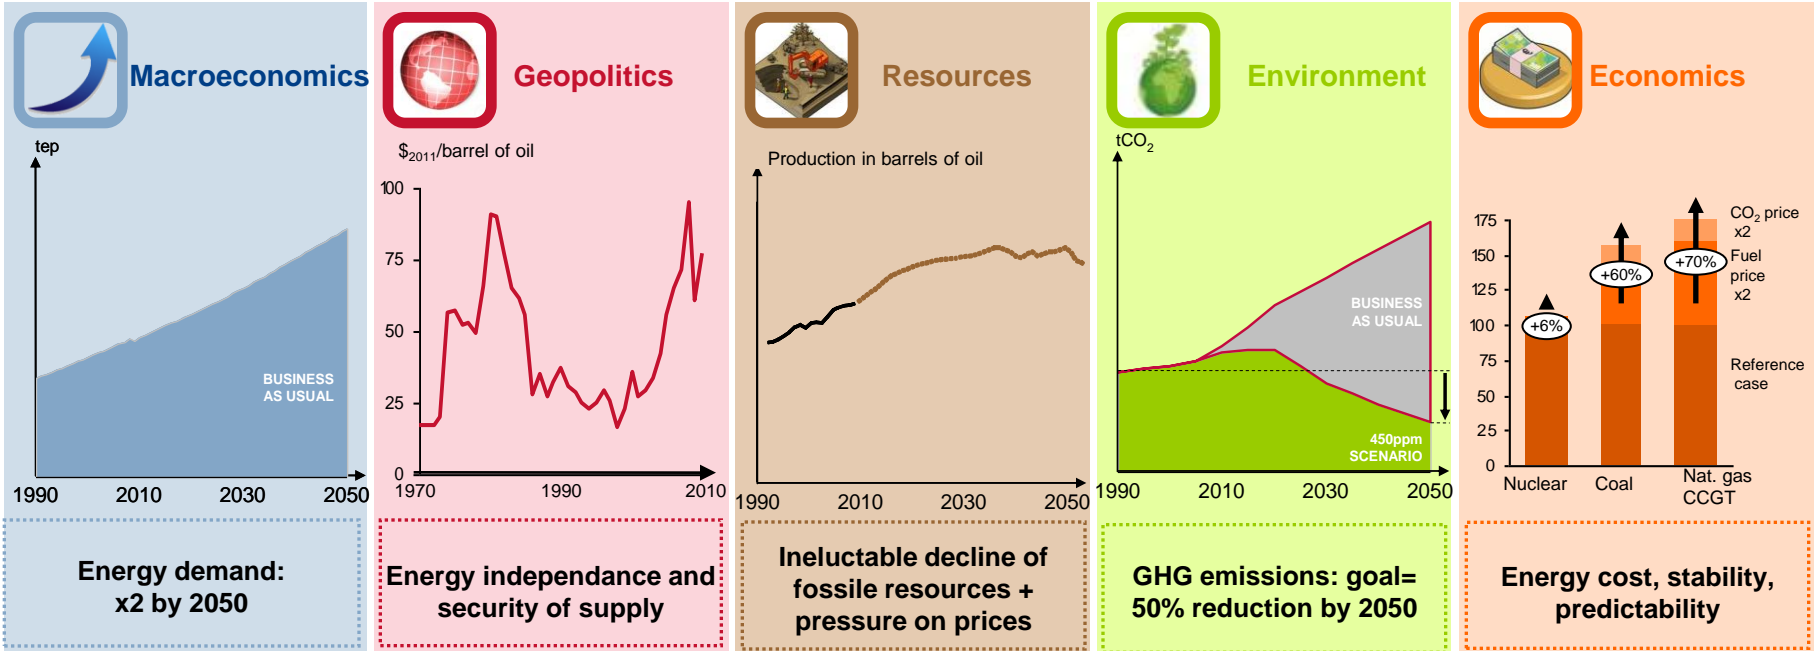 Macroeconomics
tep
BUSINESS
AS USUAL
1990 2010 2030 2050
Energy demand:
x2 by 2050
Geopolitics
$2011/barrel of oil
100
75
50
25
0
1970 1990 2010
Energy independance and
security of supply
Resources
Production in barrels of oil
1990 2010 2030 2050
Ineluctable decline of
fossile resources +
pressure on prices
Environment
tCO2
BUSINESS
AS USUAL
450ppm
SCENARIO
1990 2010 2030 2050
GHG emissions: goal=
50% reduction by 2050
Economics
175
150
125
100
75
50
25
0
+6%
+60%
+70%
CO2 price
x2
Fuel
price
x2
Reference
case
Nuclear Coal Nat. gas
CCGT
Energy cost, stability,
predictability